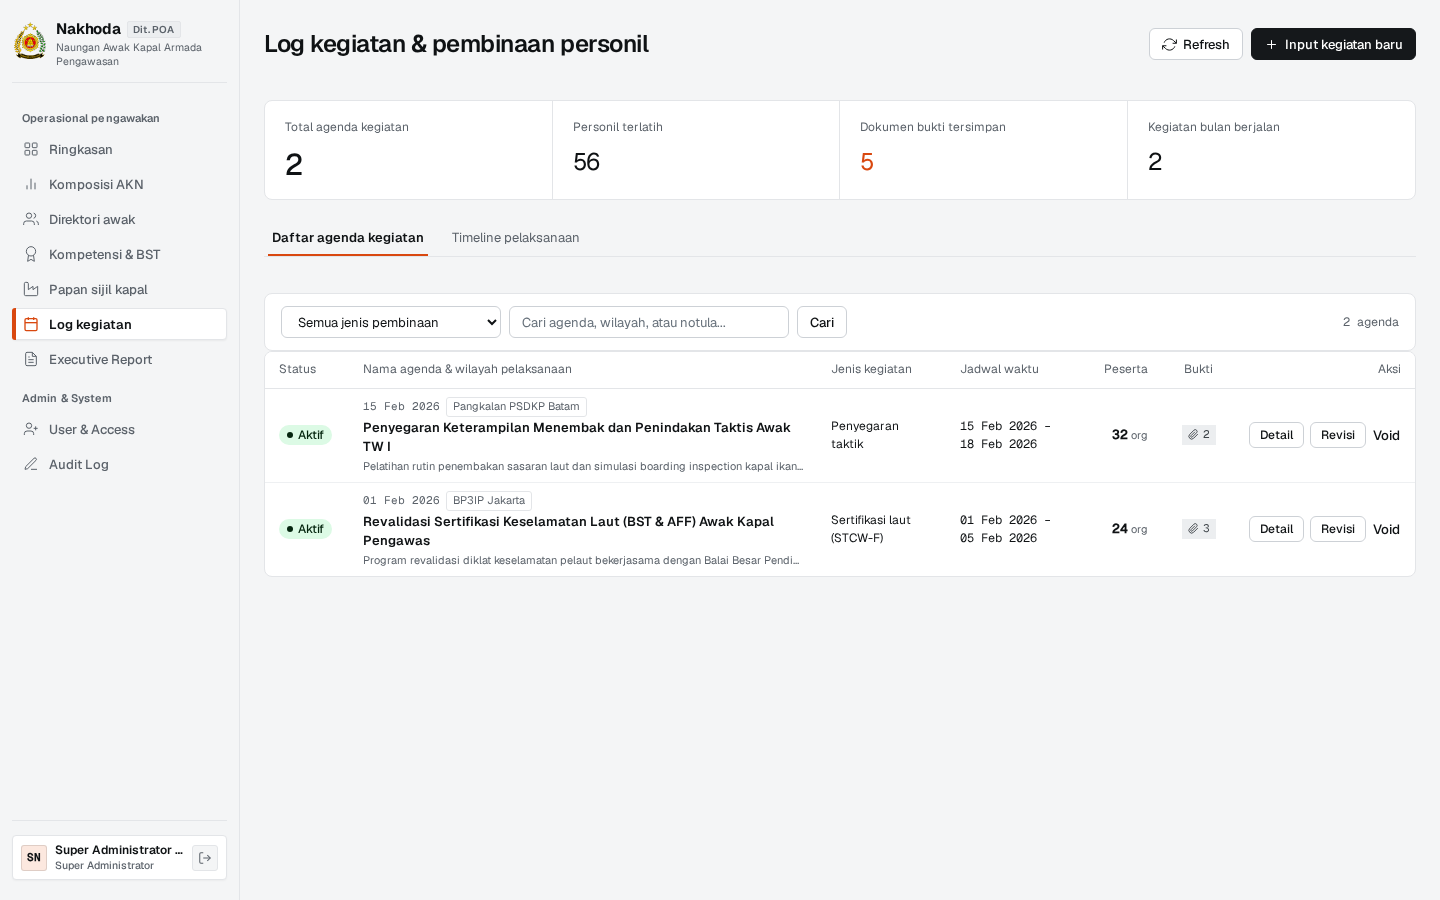 Nakhoda Dit. POA
Naungan Awak Kapal Armada
Pengawasan
Operasional pengawakan
Ringkasan
Komposisi AKN
Direktori awak
Kompetensi & BST
Papan sijil kapal
Log kegiatan
Executive Report
Admin & System
User & Access
Audit Log
SN
Super Administrator ...
Super Administrator
Log kegiatan & pembinaan personil
Refresh
Input kegiatan baru
Total agenda kegiatan
2
Personil terlatih
56
Dokumen bukti tersimpan
5
Kegiatan bulan berjalan
2
Daftar agenda kegiatan
Timeline pelaksanaan
Semua jenis pembinaan
Cari agenda, wilayah, atau notula...
Cari
2 agenda
Status
Nama agenda & wilayah pelaksanaan
Jenis kegiatan
Jadwal waktu
Peserta
Bukti
Aksi
Aktif
15 Feb 2026 Pangkalan PSDKP Batam
Penyegaran Keterampilan Menembak dan Penindakan Taktis Awak
TW I
Pelatihan rutin penembakan sasaran laut dan simulasi boarding inspection kapal ikan...
Penyegaran
taktik
15 Feb 2026 -
18 Feb 2026
32 org
2
Detail
Revisi
Void
Aktif
01 Feb 2026 BP3IP Jakarta
Revalidasi Sertifikasi Keselamatan Laut (BST & AFF) Awak Kapal
Pengawas
Program revalidasi diklat keselamatan pelaut bekerjasama dengan Balai Besar Pendi...
Sertifikasi laut
(STCW-F)
01 Feb 2026 -
05 Feb 2026
24 org
3
Detail
Revisi
Void